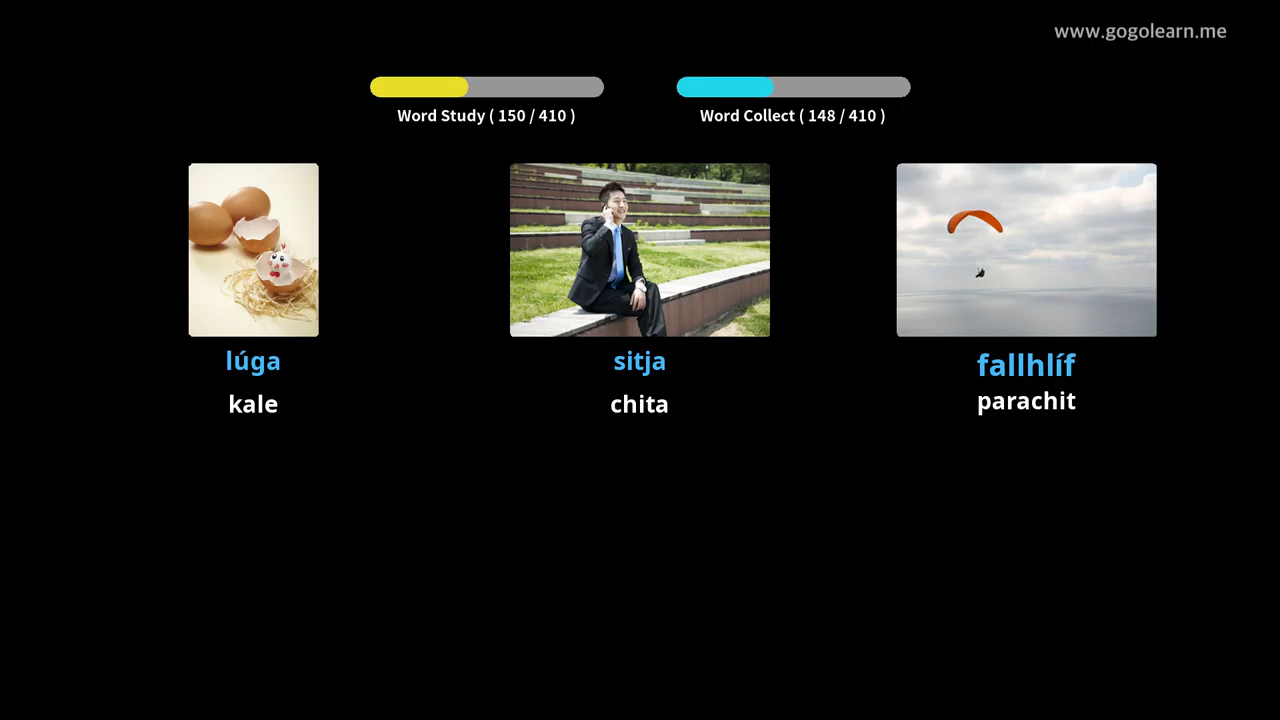 www.gogolearn.me
Word Study ( 150 / 410 )
Word Collect ( 148 / 410 )
lúga
kale
sitja
chita
fallhlíf
parachit